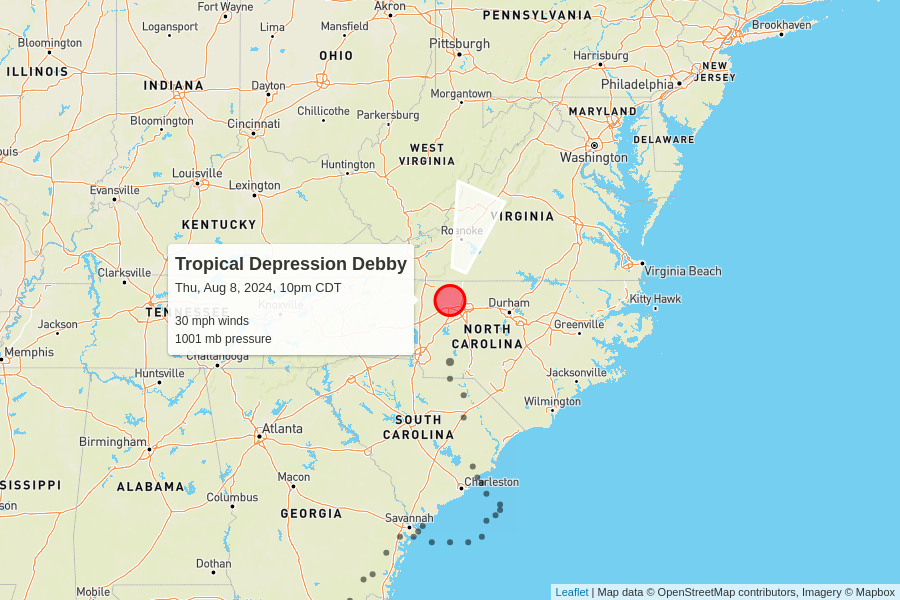 Fort Wayne
Akron
PENNSYLVANIA
Brookhaven
Logansport
Lima
Mansfield
Bloomington
Pittsburgh
OHIO
Harrisburg
ILLINOIS
NEW
JERSEY
INDIANA
Dayton
Philadelphia
Morgantown
Chillicothe
Parkersburg
MARYLAND
Bloomington
Cincinnati
DELAWARE
ouis
WEST
VIRGINIA
Washington
Huntington
Louisville
Lexington
Evansville
VIRGINIA
KENTUCKY
Roanoke
Tropical Depression Debby
Thu, Aug 8, 2024, 10pm CDT
30 mph winds
1001 mb pressure
Virginia Beach
Clarksville
Knoxville
Durham
Kitty Hawk
TENNESSEE
Jackson
Greenville
NORTH
CAROLINA
Memphis
Chattanooga
Huntsville
Jacksonville
Wilmington
SOUTH
CAROLINA
Atlanta
Birmingham
Macon
Charleston
SISSIPPI
ALABAMA
son
Columbus
GEORGIA
Savannah
Dothan
Mobile
Leaflet | Map data © OpenStreetMap contributors, Imagery © Mapbox